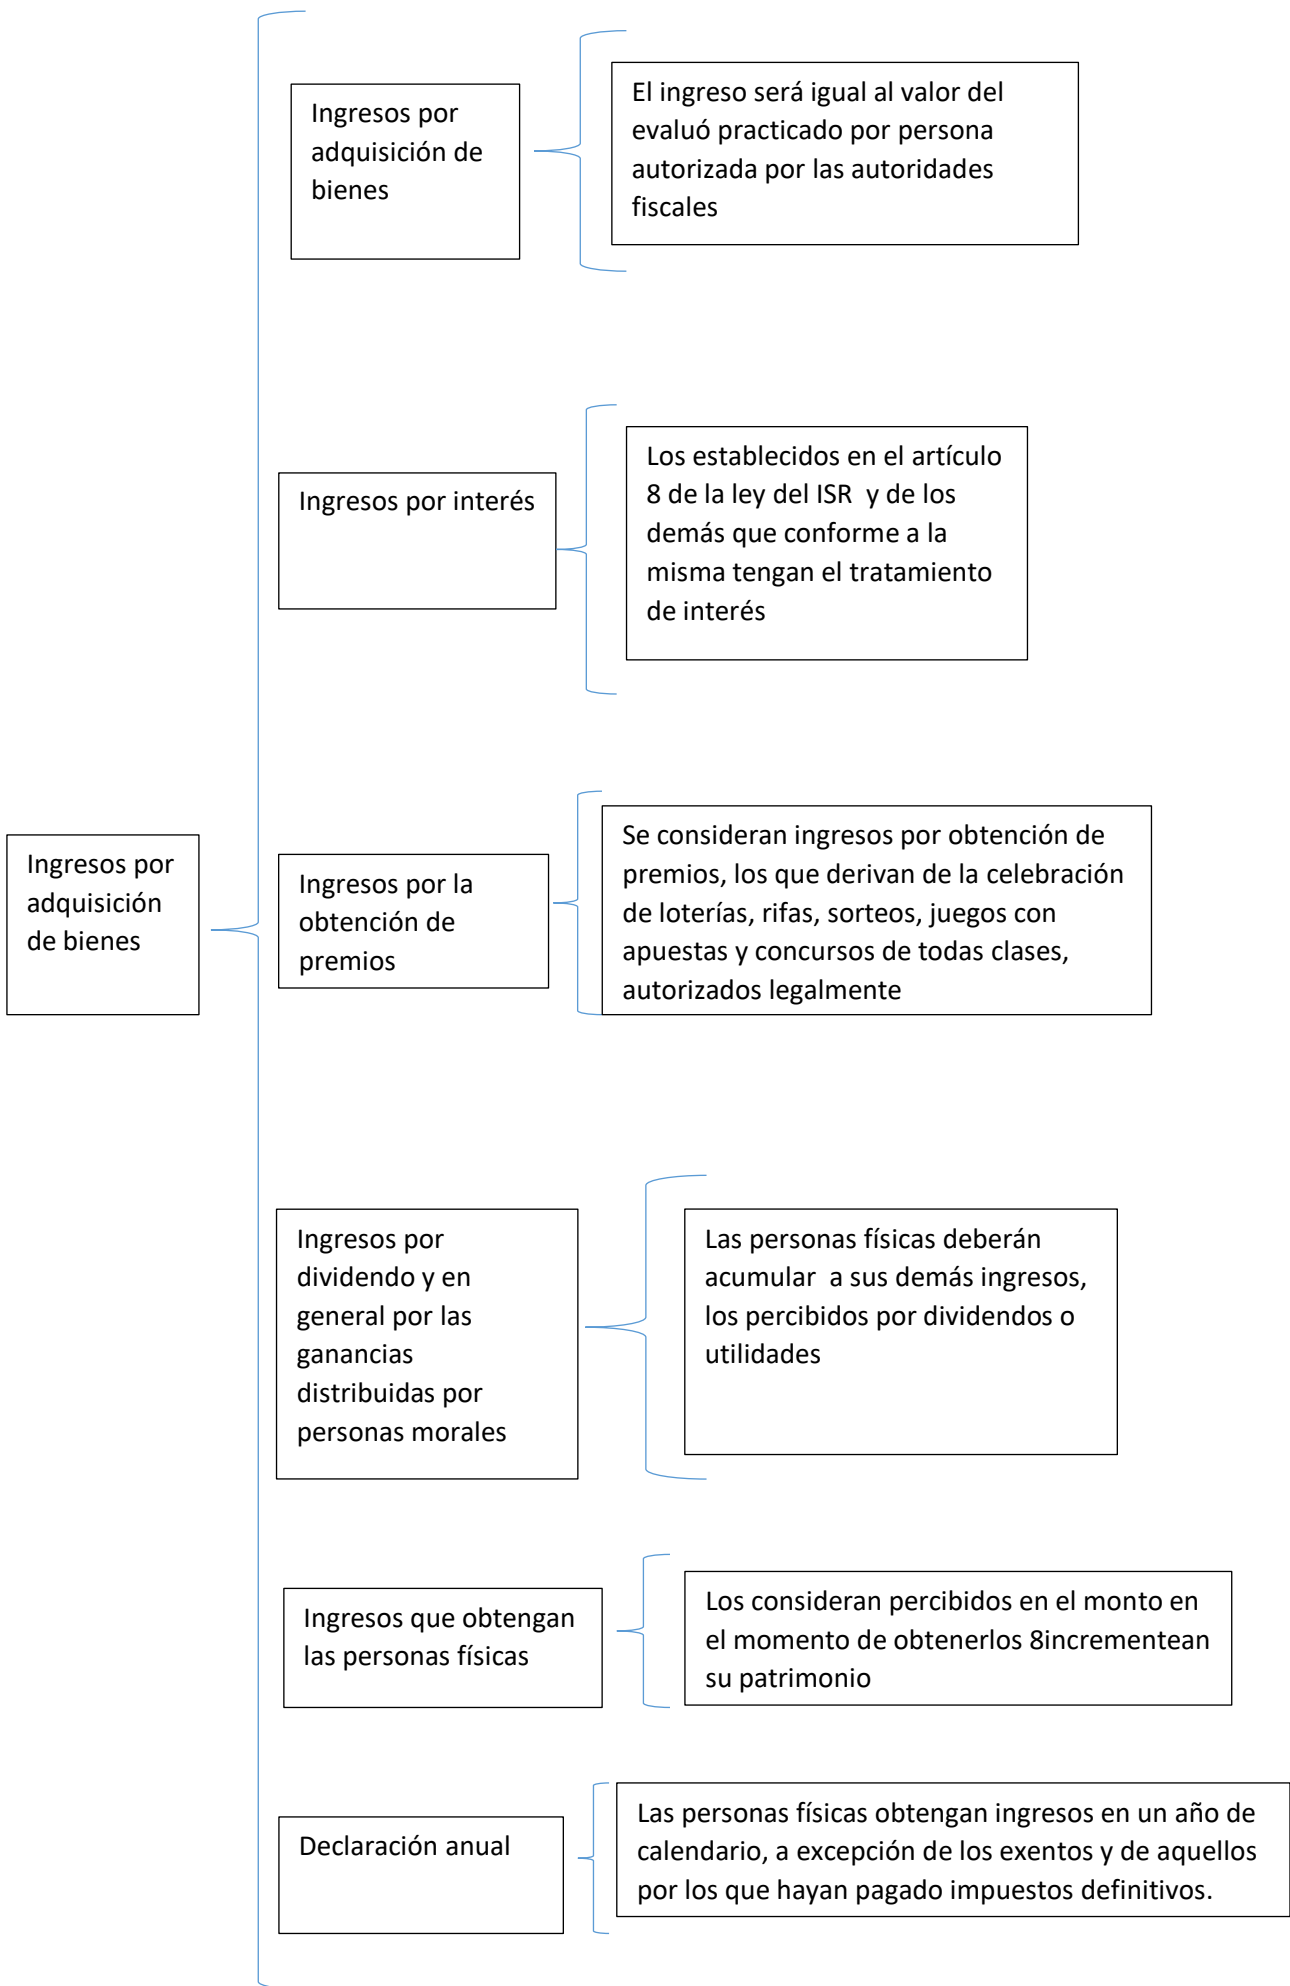 Ingresos por
adquisición
de bienes
Ingresos por
adquisición de
bienes
El ingreso será igual al valor del
evaluó practicado por persona
autorizada por las autoridades
fiscales
Ingresos por interés
Los establecidos en el artículo
8 de la ley del ISR  y de los
demás que conforme a la
misma tengan el tratamiento
de interés
Ingresos por la
obtención de
premios
Se consideran ingresos por obtención de
premios, los que derivan de la celebración
de loterías, rifas, sorteos, juegos con
apuestas y concursos de todas clases,
autorizados legalmente
Ingresos por
dividendo y en
general por las
ganancias
distribuidas por
personas morales
Las personas físicas deberán
acumular  a sus demás ingresos,
los percibidos por dividendos o
utilidades
Ingresos que obtengan
las personas físicas
Los consideran percibidos en el monto en
el momento de obtenerlos 8incrementean
su patrimonio
Declaración anual
Las personas físicas obtengan ingresos en un año de
calendario, a excepción de los exentos y de aquellos
por los que hayan pagado impuestos definitivos.